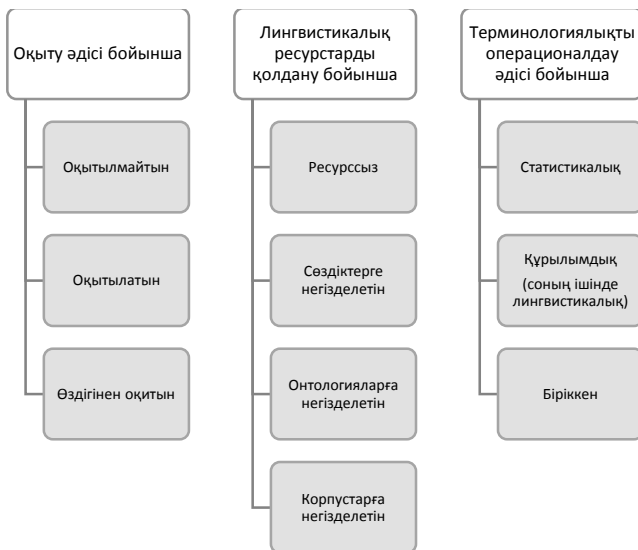 Оқыту әдісі бойынша
Оқытылмайтын
Оқытылатын
Өздігінен оқитын
Лингвистикалық
ресурстарды
қолдану бойынша
Ресурссыз
Сөздіктерге
негізделетін
Онтологияларға
негізделетін
Корпустарға
негізделетін
Терминологиялықты
операционалдау
әдісі бойынша
Статистикалық
Құрылымдық
(соның ішінде
лингвистикалық)
Біріккен